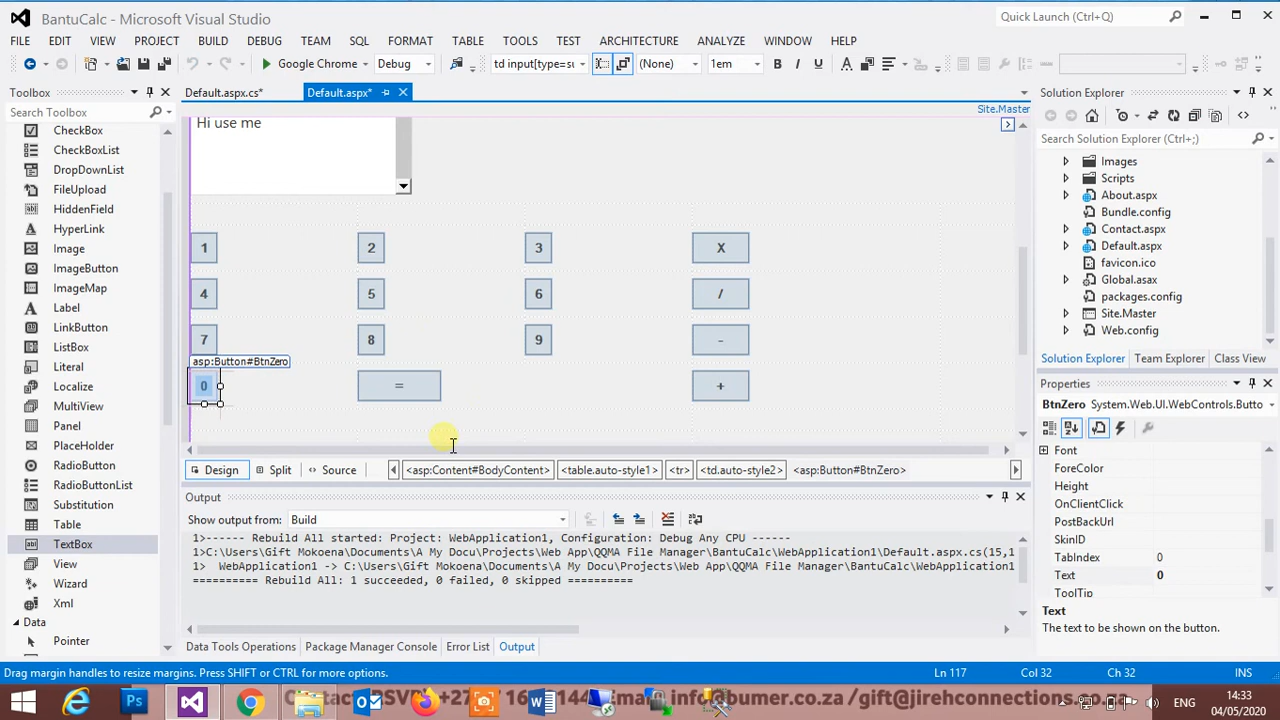 BantuCalc - Microsoft Visual Studio
Quick Launch (Ctrl+Q)
FILE EDIT VIEW PROJECT BUILD DEBUG TEAM SQL FORMAT TABLE TOOLS TEST ARCHITECTURE ANALYZE WINDOW HELP
Google Chrome Debug td input[type=su (None) 1em B I U A
Toolbox
Default.aspx.cs* Default.aspx*
Solution Explorer
Search Toolbox
Site.Master
Search Solution Explorer (Ctrl+;)
CheckBox
CheckBoxList
DropDownList
FileUpload
HiddenField
HyperLink
Image
ImageButton
ImageMap
Label
LinkButton
ListBox
Literal
Localize
MultiView
Panel
PlaceHolder
RadioButton
RadioButtonList
Substitution
Table
TextBox
View
Wizard
Xml
Data
Pointer
Hi use me
1 2 3 X
4 5 6 /
7 8 9 -
asp:Button#BtnZero
0 = +
Design Split Source <asp:Content#BodyContent> <table.auto-style1> <tr> <td.auto-style2> <asp:Button#BtnZero>
Output
Show output from: Build
1>------ Rebuild All started: Project: WebApplication1, Configuration: Debug Any CPU ------
1>C:\Users\Gift Mokoena\Documents\A My Docu\Projects\Web App\QQMA File Manager\BantuCalc\WebApplication1\Default.aspx.cs(15,1
1> WebApplication1 -> C:\Users\Gift Mokoena\Documents\A My Docu\Projects\Web App\QQMA File Manager\BantuCalc\WebApplication1
========== Rebuild All: 1 succeeded, 0 failed, 0 skipped ==========
Data Tools Operations Package Manager Console Error List Output
Images
Scripts
About.aspx
Bundle.config
Contact.aspx
Default.aspx
favicon.ico
Global.asax
packages.config
Site.Master
Web.config
Solution Explorer Team Explorer Class View
Properties
BtnZero System.Web.UI.WebControls.Butto
Font
ForeColor
Height
OnClientClick
PostBackUrl
SkinID
TabIndex 0
Text 0
ToolTip
Text
The text to be shown on the button.
Drag margin handles to resize margins. Press SHIFT or CTRL for more options. Ln 117 Col 32 Ch 32 INS
info@bumer.co.za / gift@jirehconnections.co
ENG
14:33
04/05/2020